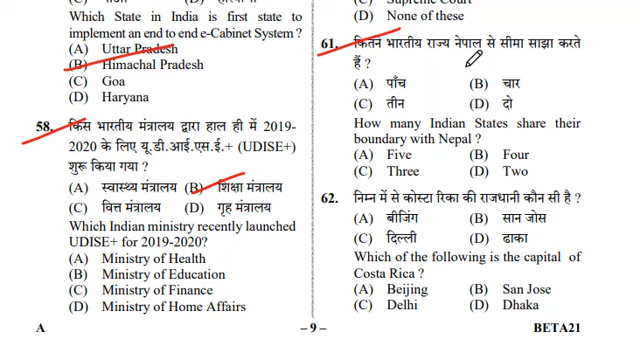 (C) गोआ (D) हरियाणा
Which State in India is first state to
implement an end to end e-Cabinet System ?
(A) Uttar Pradesh
(B) Himachal Pradesh
(C) Goa
(D) Haryana
58. किस भारतीय मंत्रालय द्वारा हाल ही में 2019-
2020 के लिए यू.डी.आई.एस.ई.+ (UDISE+)
शुरू किया गया ?
(A) स्वास्थ्य मंत्रालय (B) शिक्षा मंत्रालय
(C) वित्त मंत्रालय (D) गृह मंत्रालय
Which Indian ministry recently launched
UDISE+ for 2019-2020?
(A) Ministry of Health
(B) Ministry of Education
(C) Ministry of Finance
(D) Ministry of Home Affairs
(C) Supreme Court
(D) None of these
61. कितने भारतीय राज्य नेपाल से सीमा साझा करते
हैं ?
(A) पाँच (B) चार
(C) तीन (D) दो
How many Indian States share their
boundary with Nepal ?
(A) Five (B) Four
(C) Three (D) Two
62. निम्न में से कोस्टा रिका की राजधानी कौन सी है ?
(A) बीजिंग (B) सान जोस
(C) दिल्ली (D) ढाका
Which of the following is the capital of
Costa Rica ?
(A) Beijing (B) San Jose
(C) Delhi (D) Dhaka
A – 9 – BETA21